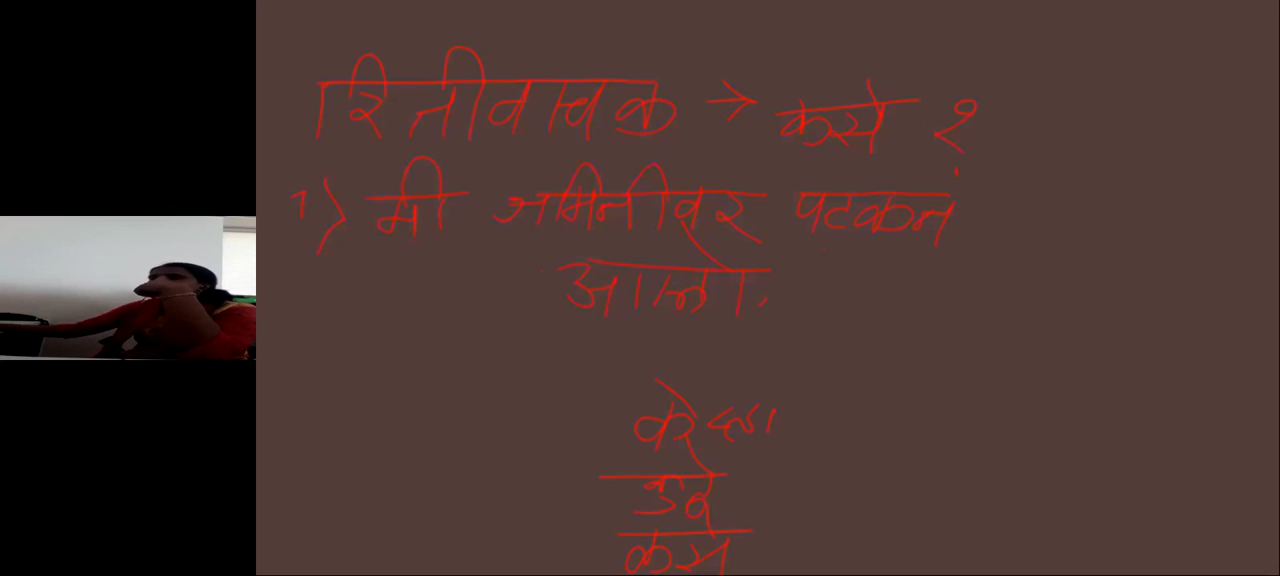 रितीवाचक → कसे ?
1) मी जमिनीवर पटकन
आलो.
कस